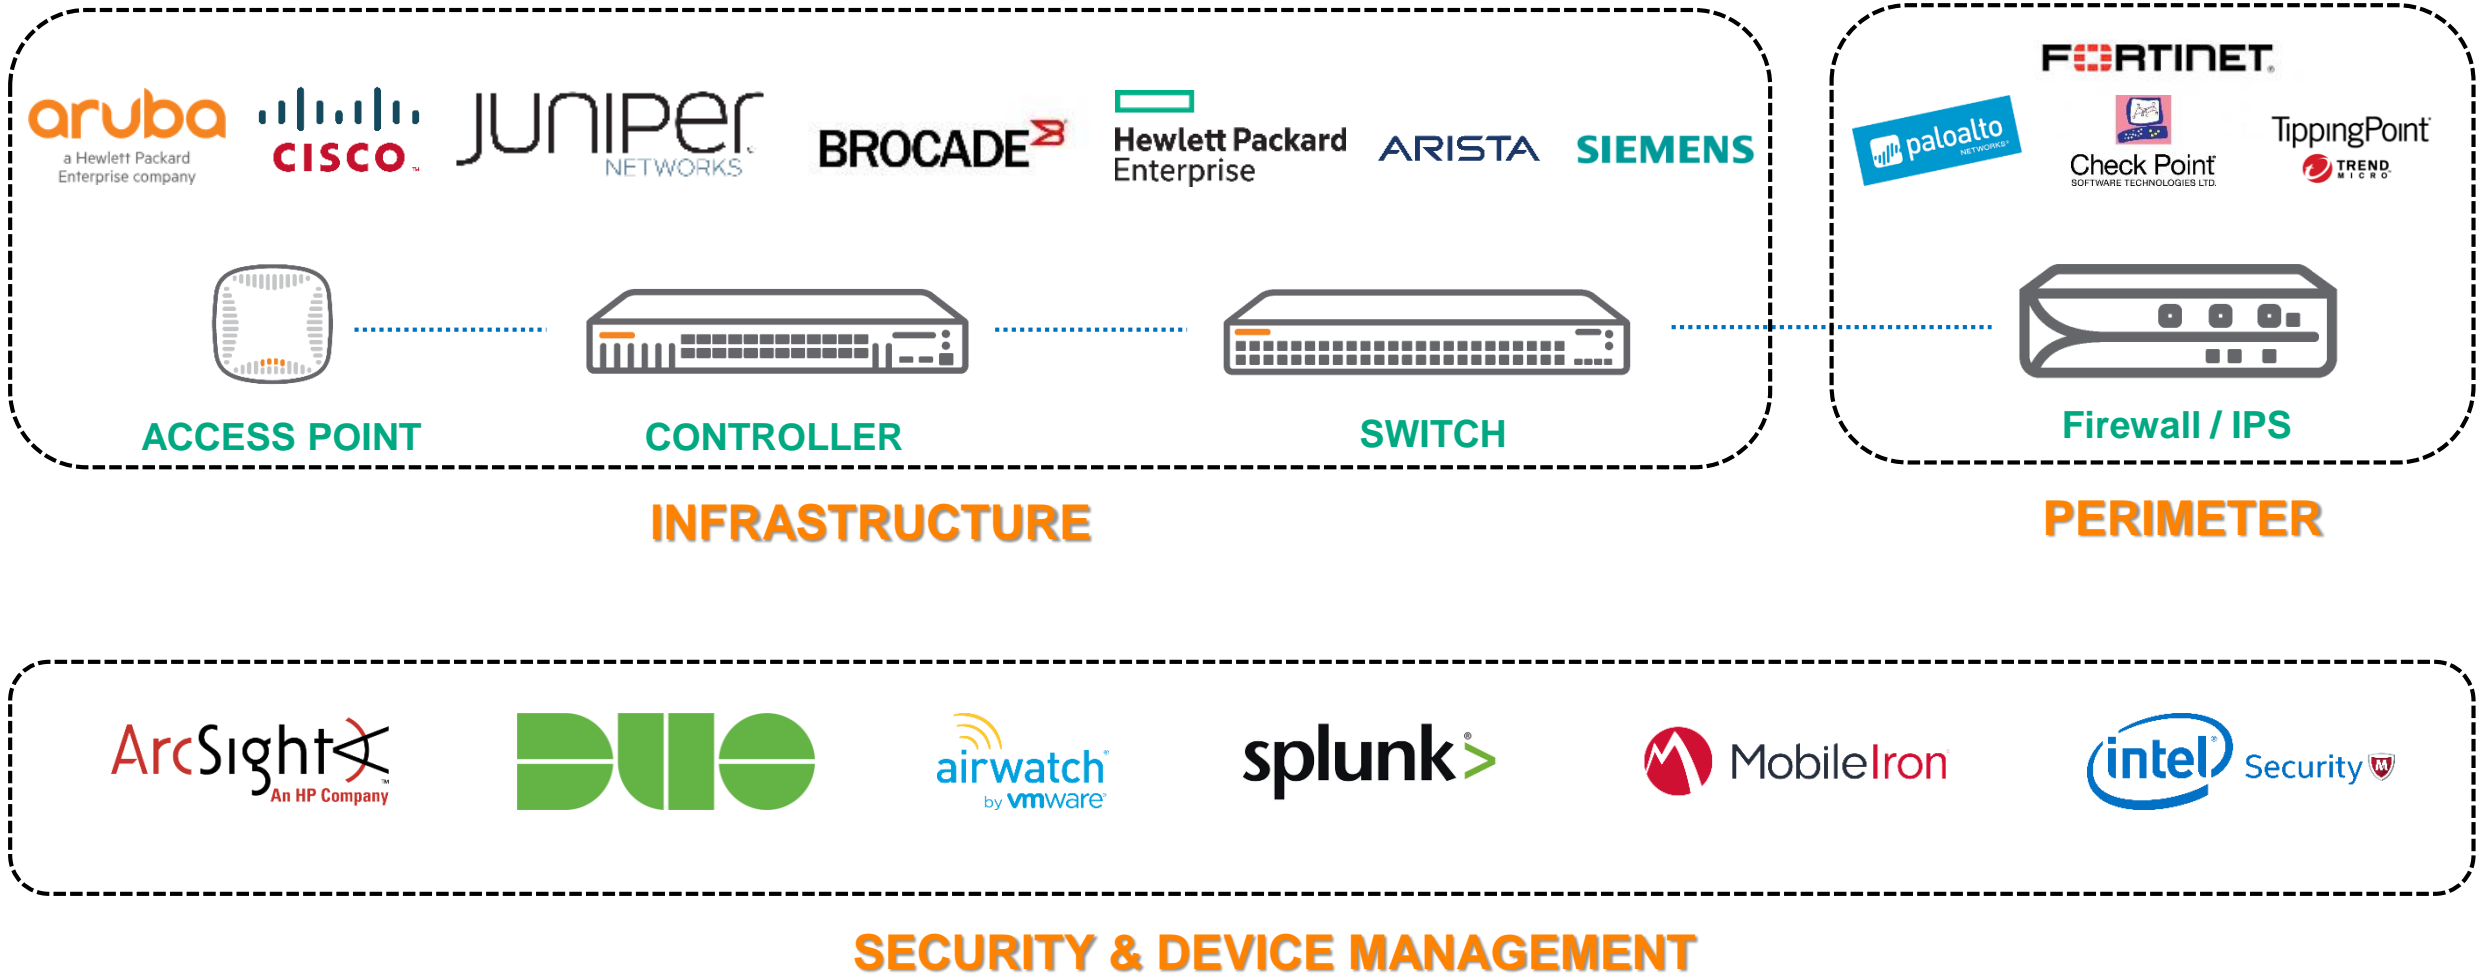 aruba
a Hewlett Packard
Enterprise company
CISCO
JUNIPER
NETWORKS
BROCADE
Hewlett Packard
Enterprise
ARISTA
SIEMENS
ACCESS POINT
CONTROLLER
SWITCH
INFRASTRUCTURE
FORTINET
paloalto
NETWORKS
Check Point
SOFTWARE TECHNOLOGIES LTD.
TippingPoint
TREND
MICRO
Firewall / IPS
PERIMETER
ArcSight
An HP Company
DUO
airwatch
by vmware
splunk>
MobileIron
intel Security
SECURITY & DEVICE MANAGEMENT